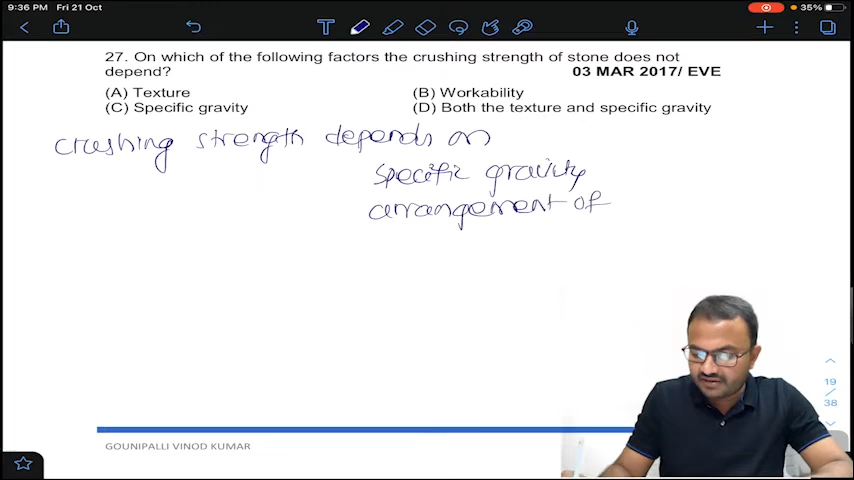 9:36 PM Fri 21 Oct
35%
27. On which of the following factors the crushing strength of stone does not
depend?
03 MAR 2017/ EVE
(A) Texture
(B) Workability
(C) Specific gravity
(D) Both the texture and specific gravity
crushing strength depends on
specific gravity
arrangement of
19
/
38
GOUNIPALLI VINOD KUMAR